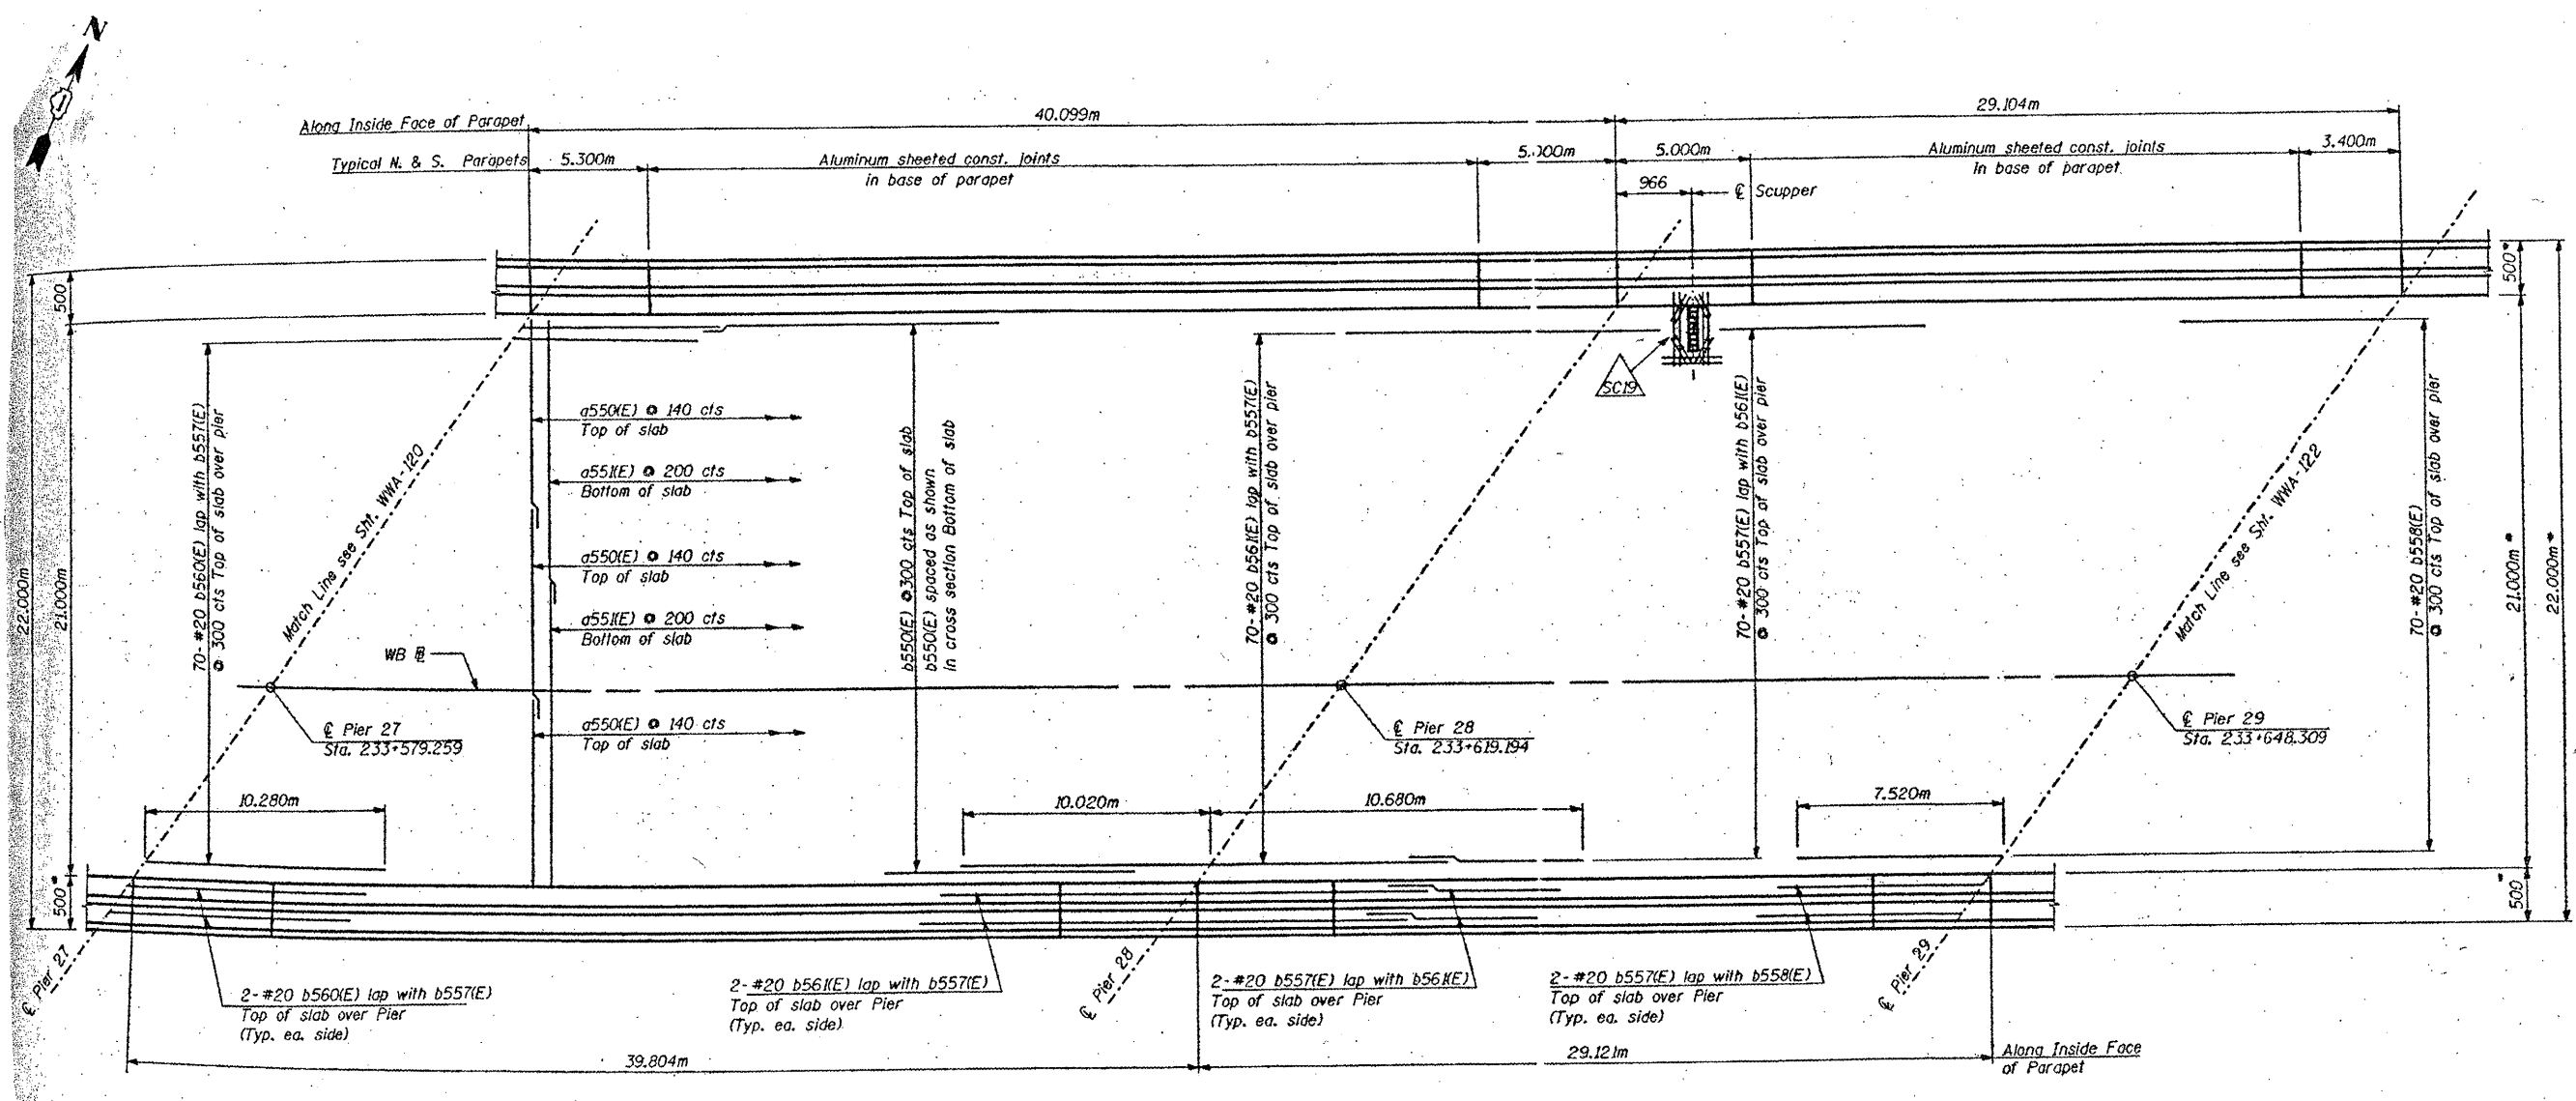 N
1
40.099m
29.104m
Along Inside Face of Parapet
Typical N. & S. Parapets
5.300m
Aluminum sheeted const. joints
in base of parapet
5.100m
5.000m
Aluminum sheeted const. joints
In base of parapet
3.400m
966
℄ Scupper
500
500*
SC19
22.000m
21.000m
70-#20 b560(E) lap with b557(E)
@ 300 cts Top of slab over pier
Match Line see Sht. WWA-120
a550(E) @ 140 cts
Top of slab
a551(E) @ 200 cts
Bottom of slab
a550(E) @ 140 cts
Top of slab
a551(E) @ 200 cts
Bottom of slab
a550(E) @ 140 cts
Top of slab
b550(E) @ 300 cts Top of slab
b550(E) spaced as shown
in cross section Bottom of slab
70-#20 b561(E) lap with b557(E)
@ 300 cts Top of slab over pier
70-#20 b557(E) lap with b561(E)
@ 300 cts Top of slab over pier
Match Line see Sht. WWA-122
70-#20 b558(E)
@ 300 cts Top of slab over pier
21.000m*
22.000m*
WB ℄
℄ Pier 27
Sta. 233+579.259
℄ Pier 28
Sta. 233+619.194
℄ Pier 29
Sta. 233+648.309
10.280m
10.020m
10.680m
7.520m
500*
500*
℄ Pier 27
℄ Pier 28
℄ Pier 29
2-#20 b560(E) lap with b557(E)
Top of slab over Pier
(Typ. ea. side)
2-#20 b561(E) lap with b557(E)
Top of slab over Pier
(Typ. ea. side)
2-#20 b557(E) lap with b561(E)
Top of slab over Pier
(Typ. ea. side)
2-#20 b557(E) lap with b558(E)
Top of slab over Pier
(Typ. ea. side)
39.804m
29.121m
Along Inside Face
of Parapet